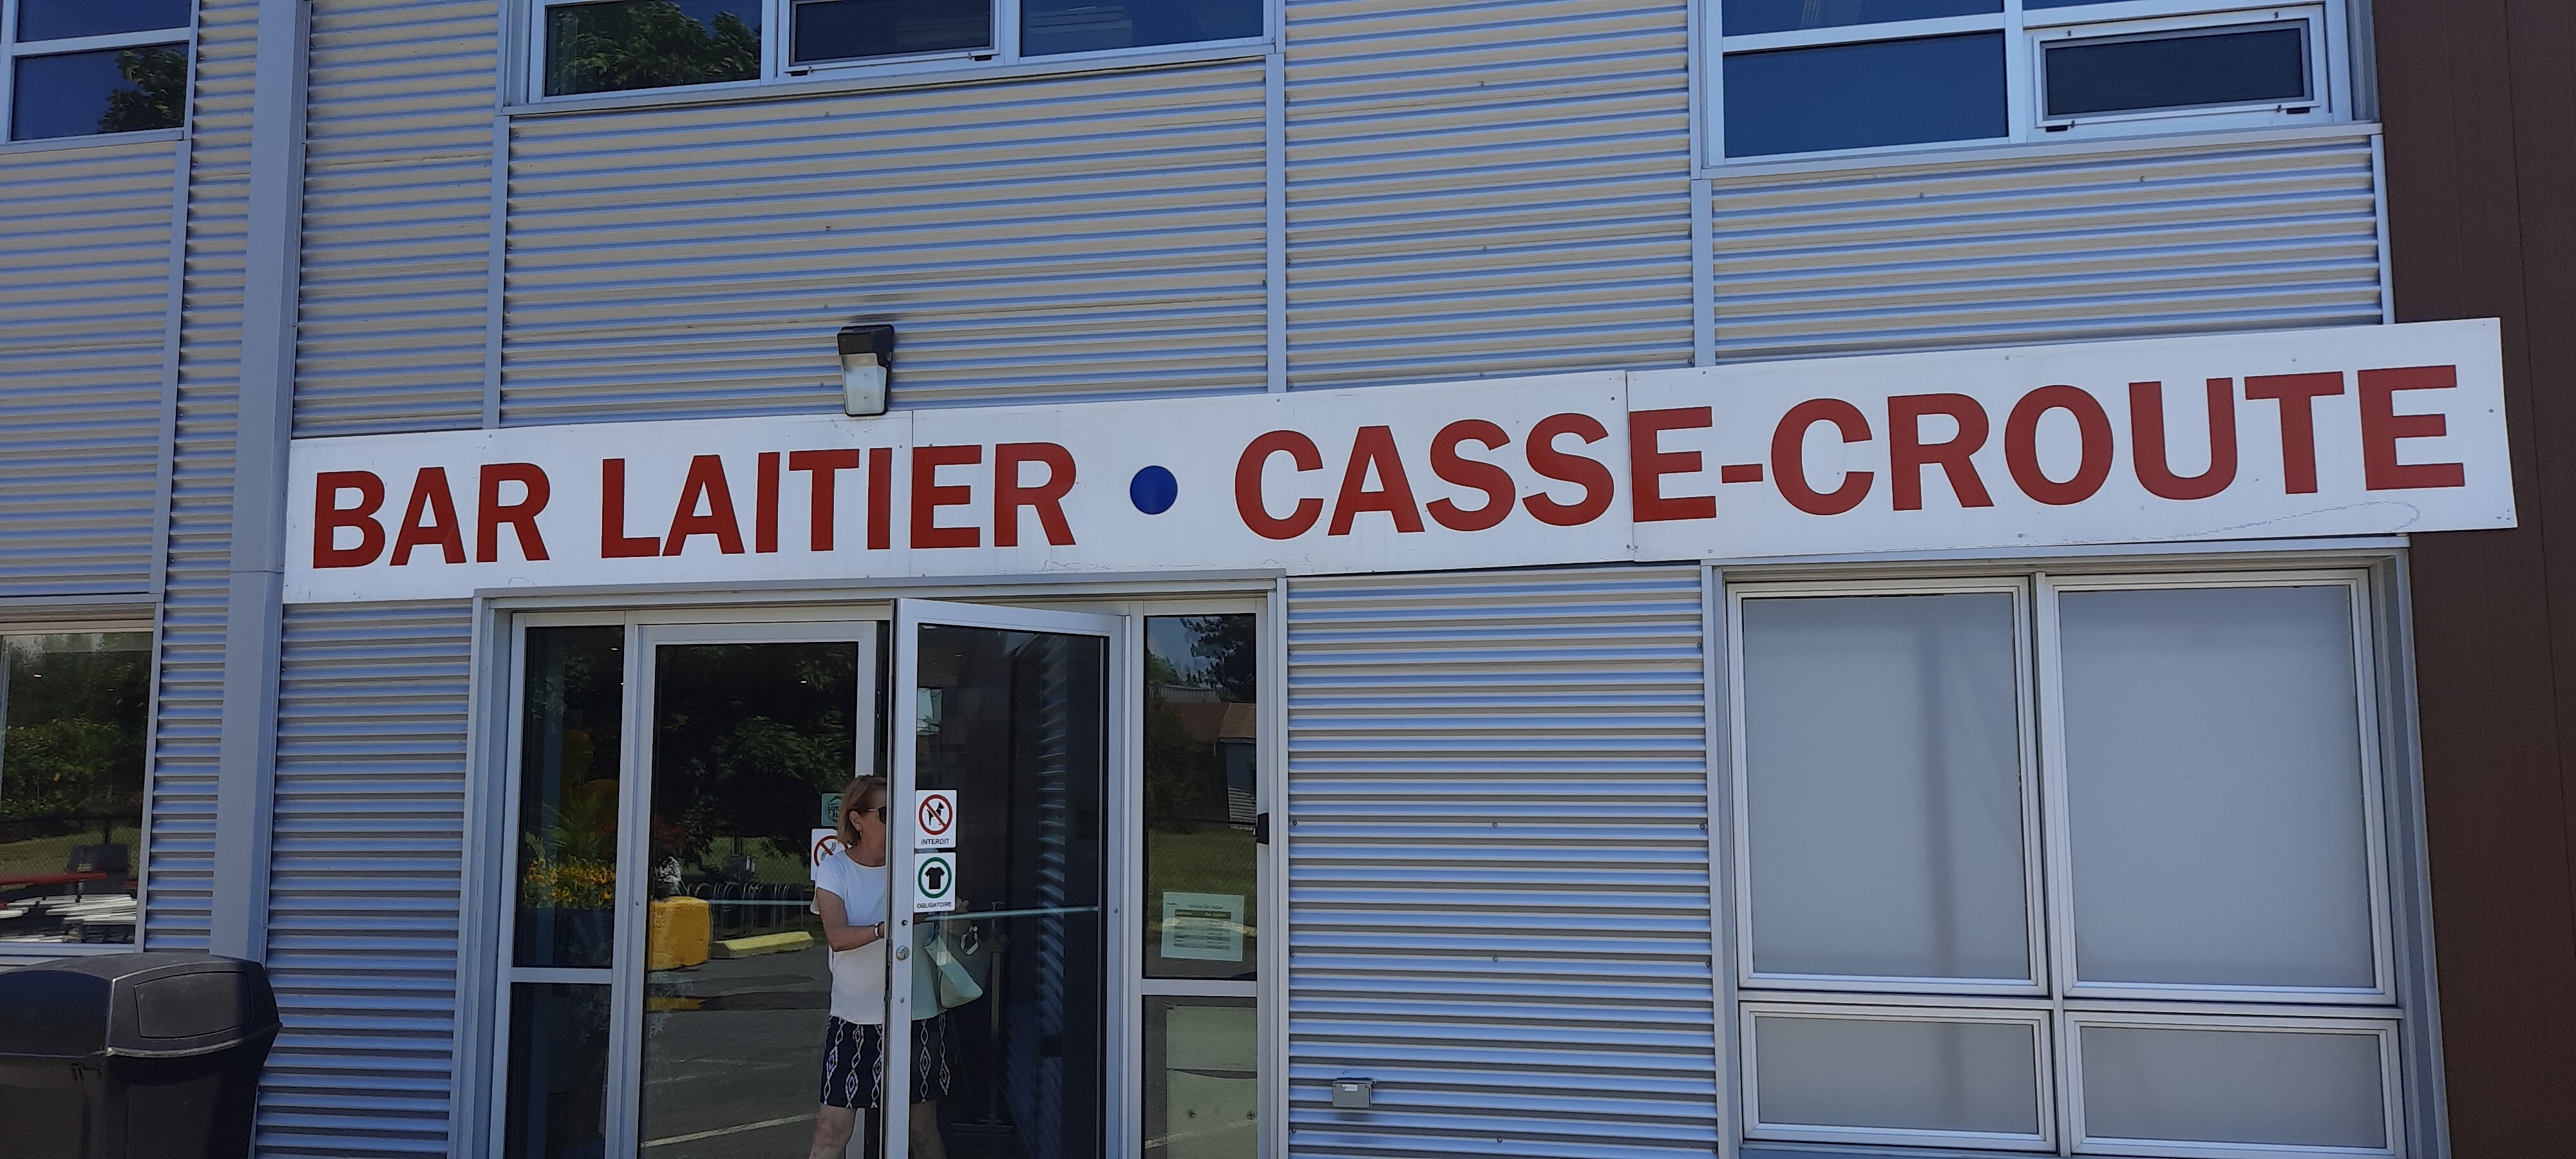 BAR LAITIER • CASSE-CROUTE
INTERDIT
OBLIGATOIRE